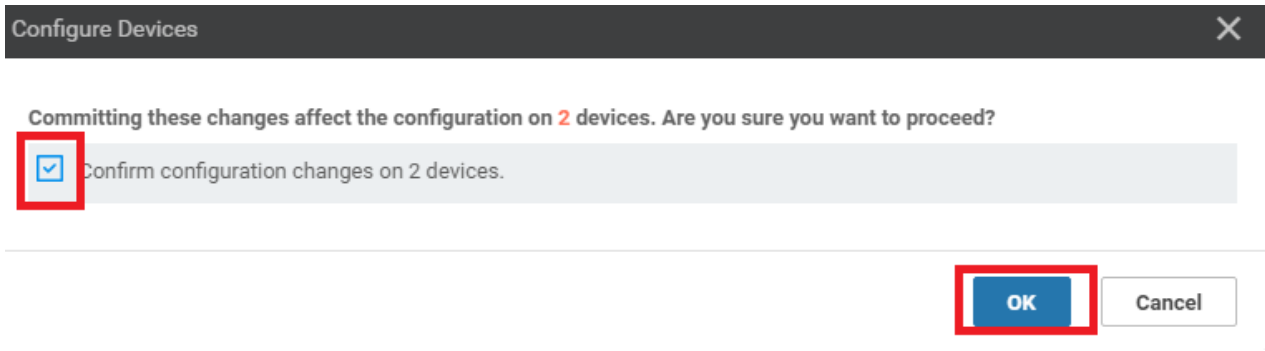 Configure Devices
Committing these changes affect the configuration on 2 devices. Are you sure you want to proceed?
Confirm configuration changes on 2 devices.
OK
Cancel